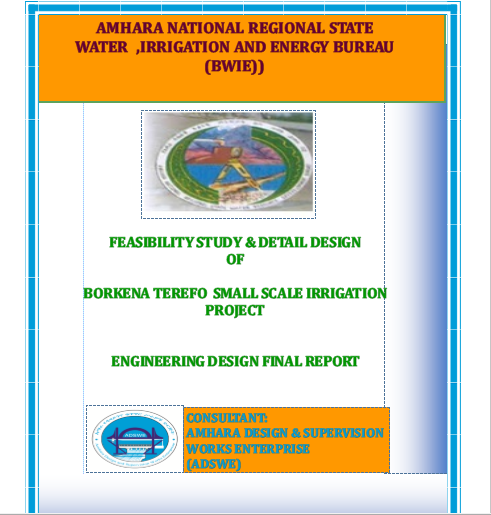 AMHARA NATIONAL REGIONAL STATE
WATER ,IRRIGATION AND ENERGY BUREAU
(BWIE))
FEASIBILITY STUDY & DETAIL DESIGN
OF
BORKENA TEREFO SMALL SCALE IRRIGATION
PROJECT
ENGINEERING DESIGN FINAL REPORT
ADSWE
CONSULTANT:
AMHARA DESIGN & SUPERVISION
WORKS ENTERPRISE
(ADSWE)